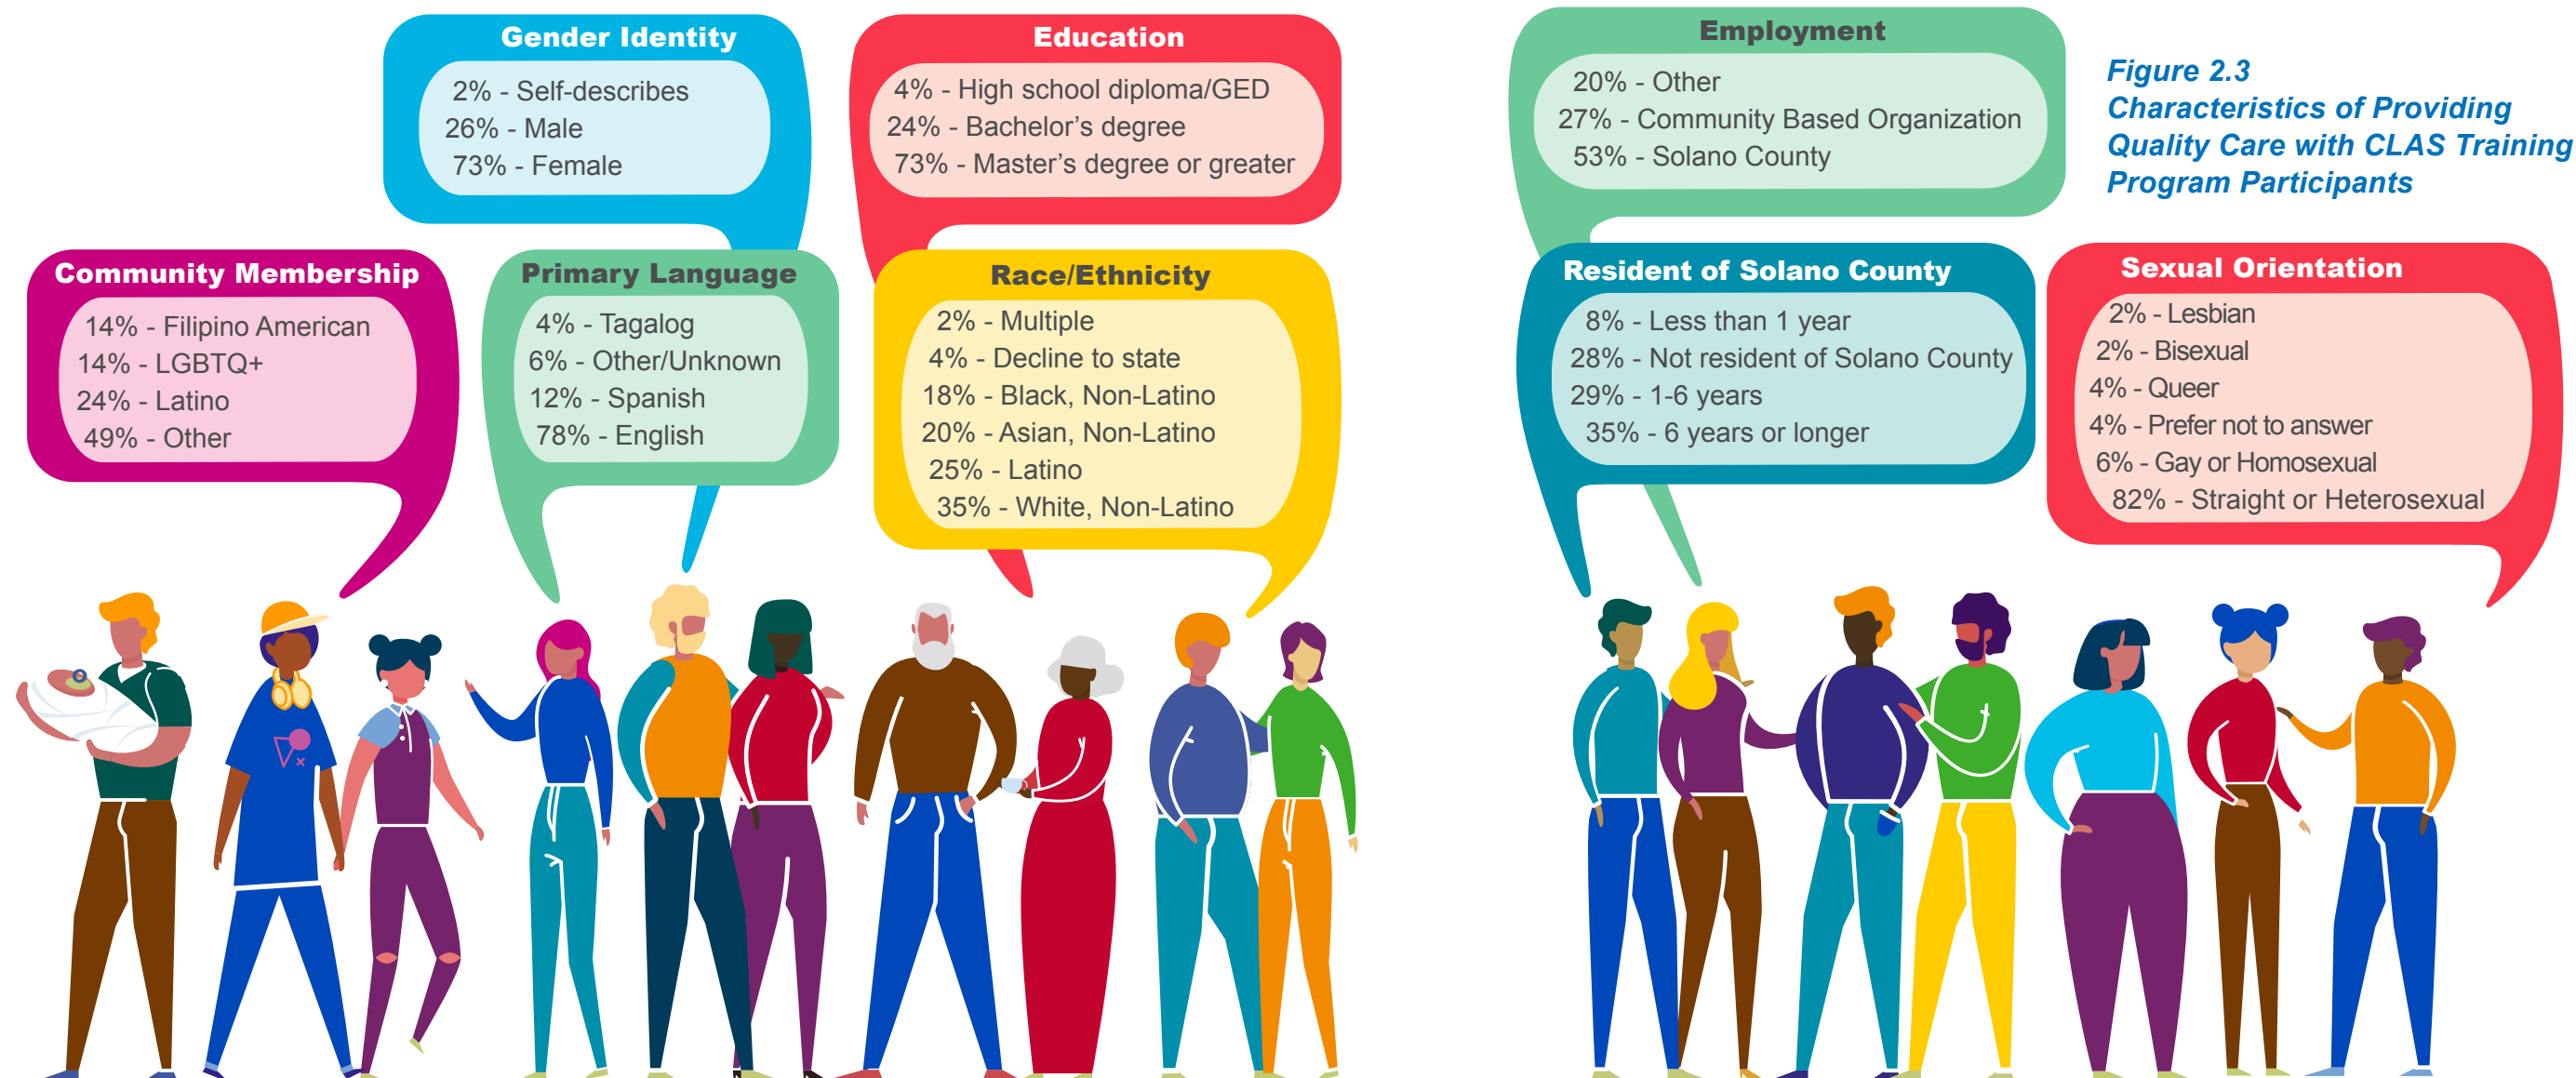 Gender Identity
2% - Self-describes
26% - Male
73% - Female
Education
4% - High school diploma/GED
24% - Bachelor’s degree
73% - Master’s degree or greater
Employment
20% - Other
27% - Community Based Organization
53% - Solano County
Figure 2.3
Characteristics of Providing
Quality Care with CLAS Training
Program Participants
Community Membership
14% - Filipino American
14% - LGBTQ+
24% - Latino
49% - Other
Primary Language
4% - Tagalog
6% - Other/Unknown
12% - Spanish
78% - English
Race/Ethnicity
2% - Multiple
4% - Decline to state
18% - Black, Non-Latino
20% - Asian, Non-Latino
25% - Latino
35% - White, Non-Latino
Resident of Solano County
8% - Less than 1 year
28% - Not resident of Solano County
29% - 1-6 years
35% - 6 years or longer
Sexual Orientation
2% - Lesbian
2% - Bisexual
4% - Queer
4% - Prefer not to answer
6% - Gay or Homosexual
82% - Straight or Heterosexual